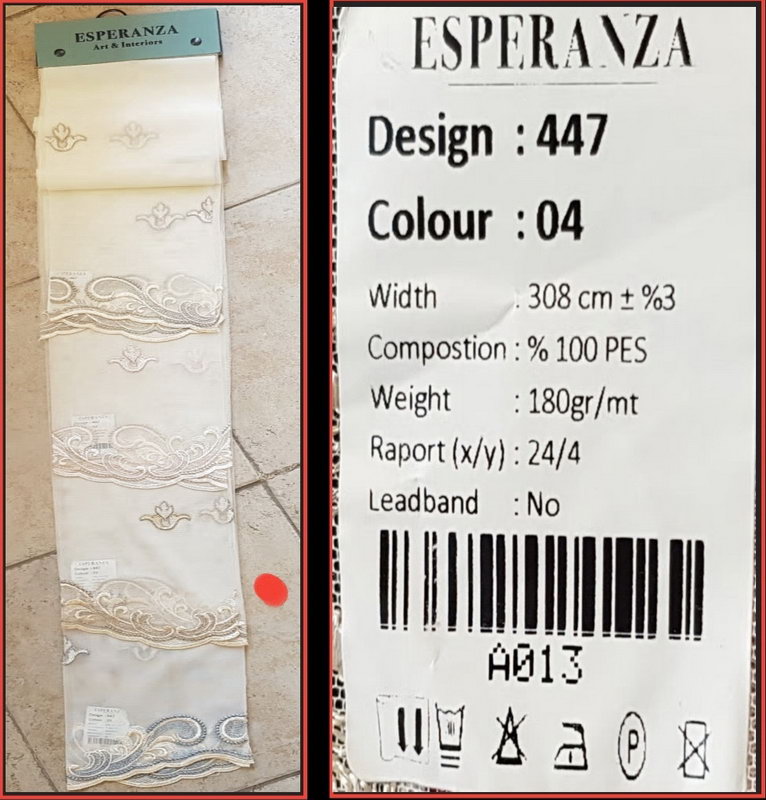 ESPERANZA
Art & Interiors
ESPERANZA
Design : 447
Colour : 04
Width : 308 cm ± %3
Compostion : % 100 PES
Weight : 180gr/mt
Raport (x/y) : 24/4
Leadband : No
A013
P